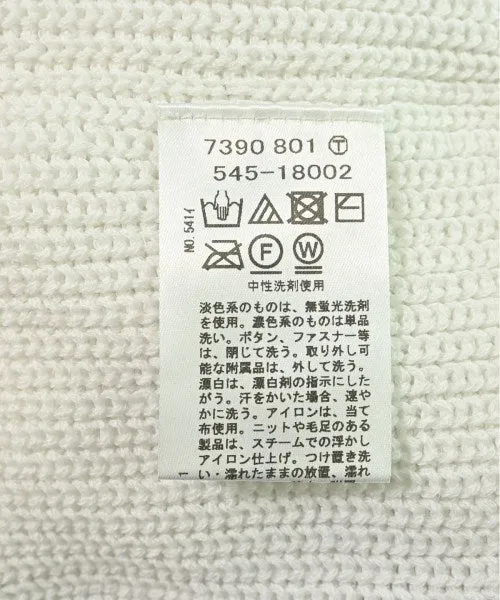 7390 801 Ⓣ
545-18002
NO.541イ
F W
中性洗剤使用
淡色系のものは、無蛍光洗剤
を使用。濃色系のものは単品
洗い。ボタン、ファスナー等
は、閉じて洗う。取り外し可
能な附属品は、外して洗う。
漂白は、漂白剤の指示にした
がう。汗をかいた場合、速や
かに洗う。アイロンは、当て
布使用。ニットや毛足のある
製品は、スチームでの浮かし
アイロン仕上げ。つけ置き洗
い・濡れたままの放置、濡れ
1